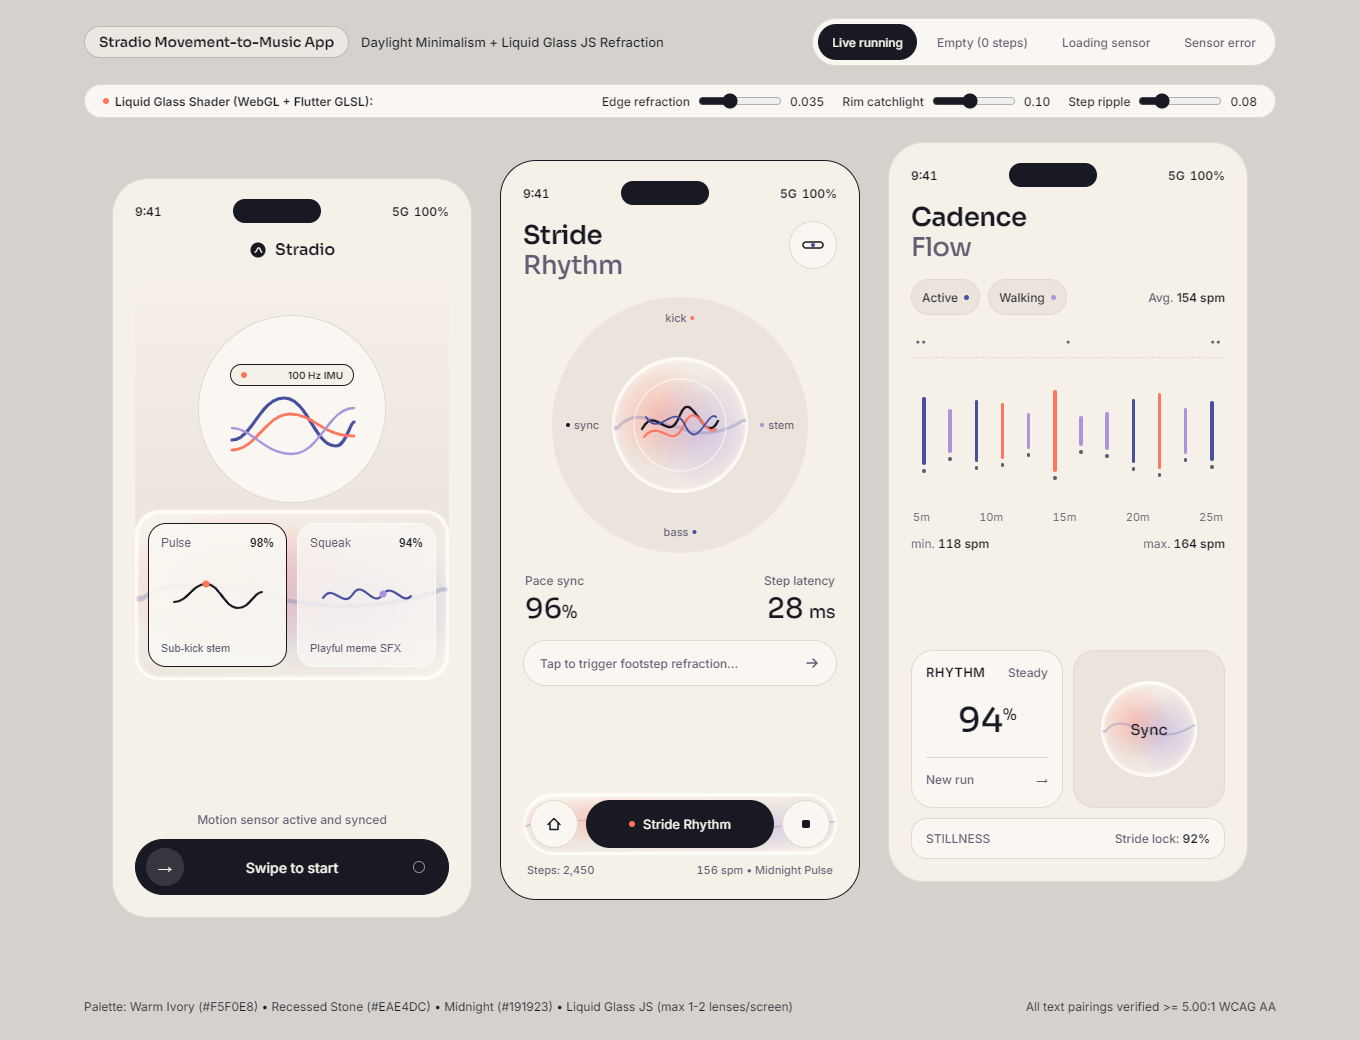 Stradio Movement-to-Music App
Daylight Minimalism + Liquid Glass JS Refraction
Live running
Empty (0 steps)
Loading sensor
Sensor error
Liquid Glass Shader (WebGL + Flutter GLSL):
Edge refraction 0.035
Rim catchlight 0.10
Step ripple 0.08
9:41
5G 100%
Stradio
100 Hz IMU
Pulse 98%
Sub-kick stem
Squeak 94%
Playful meme SFX
Motion sensor active and synced
→ Swipe to start
9:41
5G 100%
Stride
Rhythm
kick
sync
stem
bass
Pace sync
96%
Step latency
28 ms
Tap to trigger footstep refraction... →
Stride Rhythm
Steps: 2,450
156 spm • Midnight Pulse
9:41
5G 100%
Cadence
Flow
Active
Walking
Avg. 154 spm
5m 10m 15m 20m 25m
min. 118 spm
max. 164 spm
RHYTHM Steady
94%
New run →
Sync
STILLNESS
Stride lock: 92%
Palette: Warm Ivory (#F5F0E8) • Recessed Stone (#EAE4DC) • Midnight (#191923) • Liquid Glass JS (max 1-2 lenses/screen)
All text pairings verified >= 5.00:1 WCAG AA